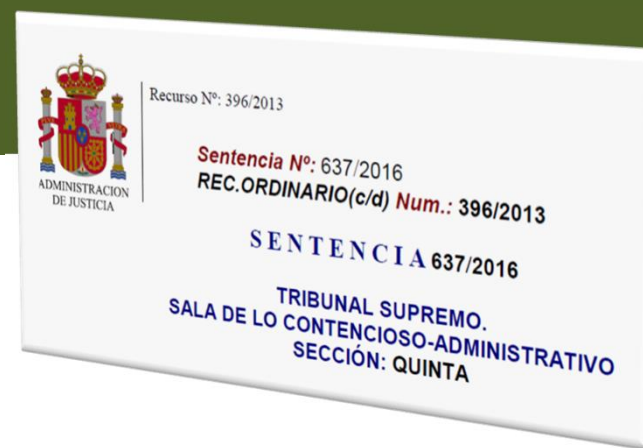 ADMINISTRACION
DE JUSTICIA
Recurso Nº: 396/2013
Sentencia Nº: 637/2016
REC.ORDINARIO(c/d) Num.: 396/2013
SENTENCIA 637/2016
TRIBUNAL SUPREMO.
SALA DE LO CONTENCIOSO-ADMINISTRATIVO
SECCIÓN: QUINTA